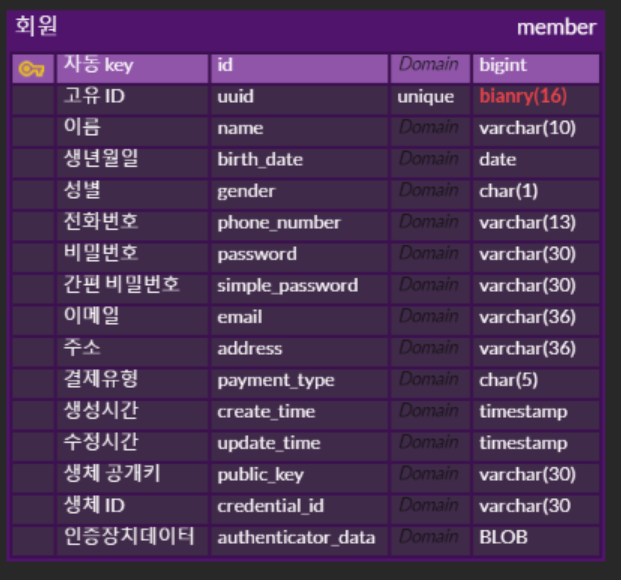 회원 member
자동 key id Domain bigint
고유 ID uuid unique bianry(16)
이름 name Domain varchar(10)
생년월일 birth_date Domain date
성별 gender Domain char(1)
전화번호 phone_number Domain varchar(13)
비밀번호 password Domain varchar(30)
간편 비밀번호 simple_password Domain varchar(30)
이메일 email Domain varchar(36)
주소 address Domain varchar(36)
결제유형 payment_type Domain char(5)
생성시간 create_time Domain timestamp
수정시간 update_time Domain timestamp
생체 공개키 public_key Domain varchar(30)
생체 ID credential_id Domain varchar(30
인증장치데이터 authenticator_data Domain BLOB